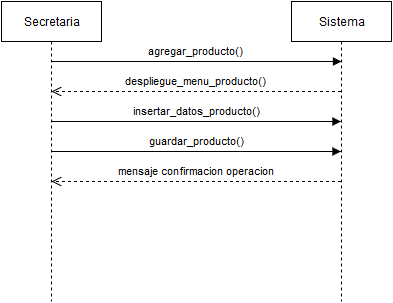 Secretaria
Sistema
agregar_producto()
despliegue_menu_producto()
insertar_datos_producto()
guardar_producto()
mensaje confirmacion operacion